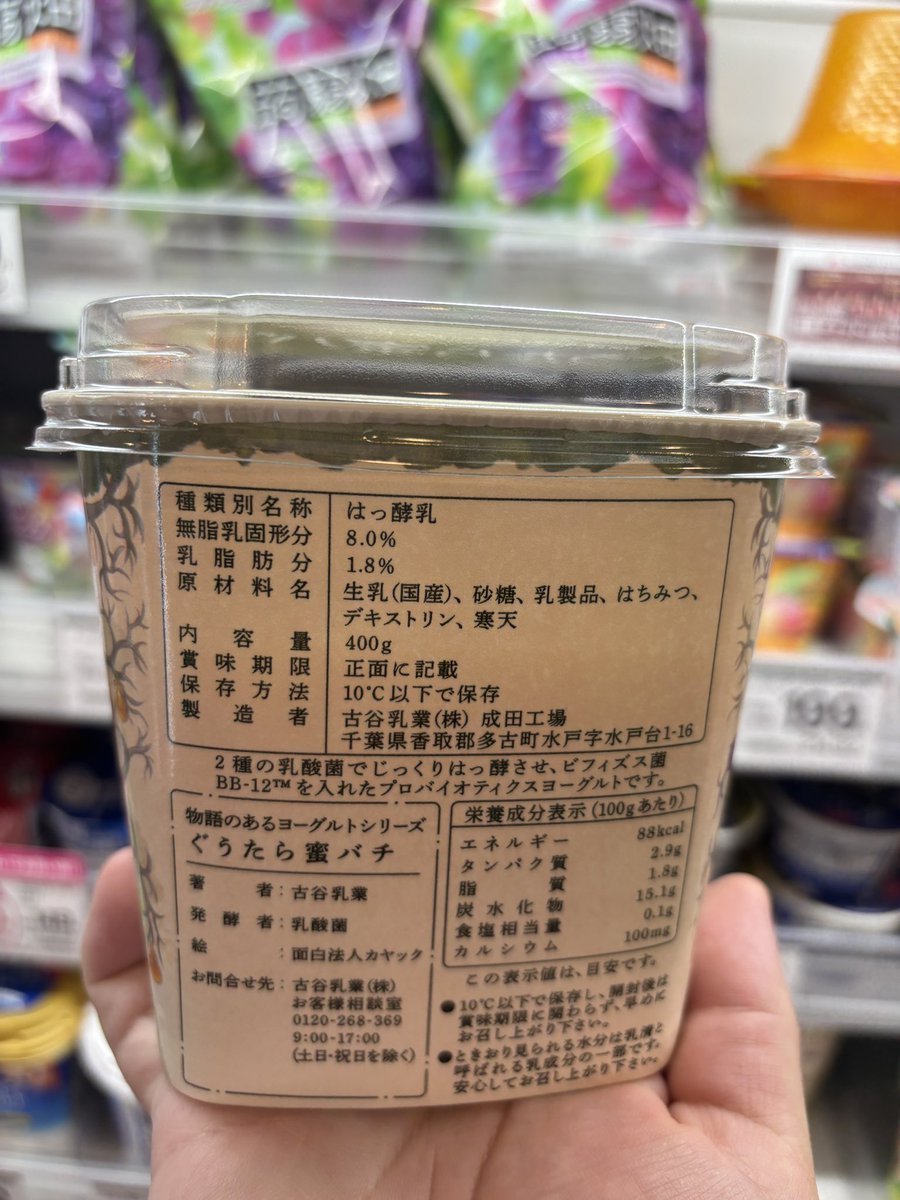 種類別名称 はっ酵乳
無脂乳固形分 8.0%
乳脂肪分 1.8%
原材料名 生乳(国産)、砂糖、乳製品、はちみつ、
デキストリン、寒天
内容量 400g
賞味期限 正面に記載
保存方法 10℃以下で保存
製造者 古谷乳業(株) 成田工場
千葉県香取郡多古町水戸字水戸台1-16
2種の乳酸菌でじっくりはっ酵させ、ビフィズス菌
BB-12™を入れたプロバイオティクスヨーグルトです。
物語のあるヨーグルトシリーズ
ぐうたら蜜バチ
著者：古谷乳業
発酵者：乳酸菌
絵：面白法人カヤック
お問合せ先：古谷乳業(株)
お客様相談室
0120-268-369
9:00-17:00
(土日・祝日を除く)
栄養成分表示(100gあたり)
エネルギー 88kcal
タンパク質 2.9g
脂質 1.8g
炭水化物 15.1g
食塩相当量 0.1g
カルシウム 100mg
この表示値は、目安です。
●10℃以下で保存し、開封後は
賞味期限に関わらず、早めに
お召し上がり下さい。
●ときおり見られる水分は乳清と
呼ばれる乳成分の一部です。
安心してお召し上がり下さい。